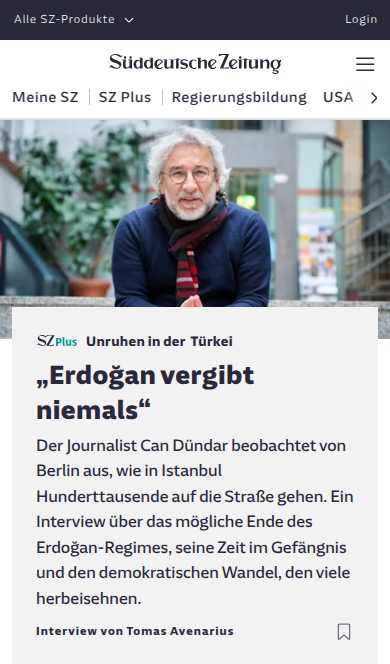 Alle SZ-Produkte
Login
Süddeutsche Zeitung
Meine SZ
SZ Plus
Regierungsbildung
USA
SZ Plus Unruhen in der Türkei
„Erdoğan vergibt
niemals“
Der Journalist Can Dündar beobachtet von
Berlin aus, wie in Istanbul
Hunderttausende auf die Straße gehen. Ein
Interview über das mögliche Ende des
Erdoğan-Regimes, seine Zeit im Gefängnis
und den demokratischen Wandel, den viele
herbeisehnen.
Interview von Tomas Avenarius